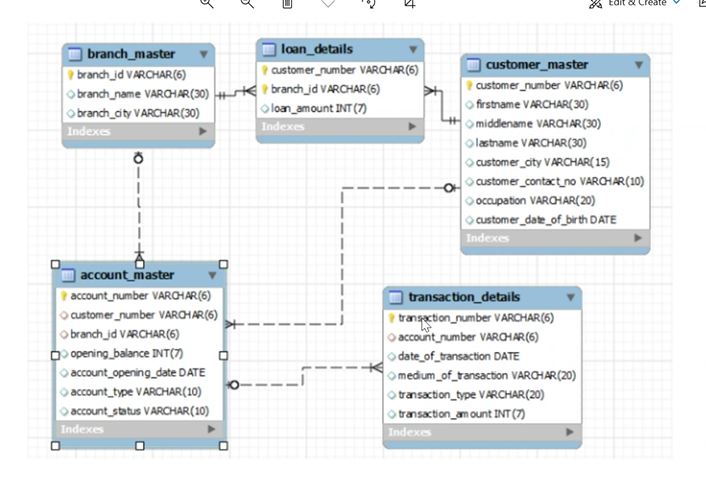 Edit & Create
branch_master
branch_id VARCHAR(6)
branch_name VARCHAR(30)
branch_city VARCHAR(30)
Indexes
loan_details
customer_number VARCHAR(6)
branch_id VARCHAR(6)
loan_amount INT(7)
Indexes
customer_master
customer_number VARCHAR(6)
firstname VARCHAR(30)
middlename VARCHAR(30)
lastname VARCHAR(30)
customer_city VARCHAR(15)
customer_contact_no VARCHAR(10)
occupation VARCHAR(20)
customer_date_of_birth DATE
Indexes
account_master
account_number VARCHAR(6)
customer_number VARCHAR(6)
branch_id VARCHAR(6)
opening_balance INT(7)
account_opening_date DATE
account_type VARCHAR(10)
account_status VARCHAR(10)
Indexes
transaction_details
transaction_number VARCHAR(6)
account_number VARCHAR(6)
date_of_transaction DATE
medium_of_transaction VARCHAR(20)
transaction_type VARCHAR(20)
transaction_amount INT(7)
Indexes